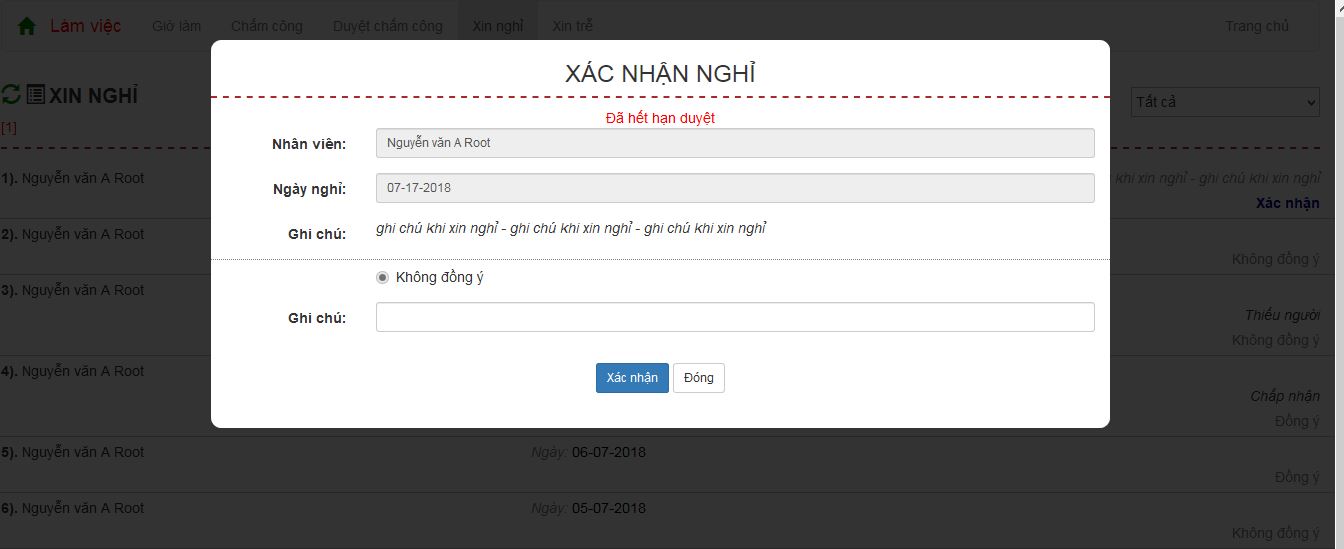 Làm việc Giờ làm Chấm công Duyệt chấm công Xin nghỉ Xin trễ Trang chủ
XÁC NHẬN NGHỈ
XIN NGHỈ
Tất cả
[1]
Đã hết hạn duyệt
Nhân viên: Nguyễn văn A Root
1). Nguyễn văn A Root
khi xin nghỉ - ghi chú khi xin nghỉ
Ngày nghỉ: 07-17-2018
Xác nhận
Ghi chú: ghi chú khi xin nghỉ - ghi chú khi xin nghỉ - ghi chú khi xin nghỉ
2). Nguyễn văn A Root
Không đồng ý
Không đồng ý
3). Nguyễn văn A Root
Ghi chú:
Thiếu người
Không đồng ý
4). Nguyễn văn A Root
Xác nhận Đóng
Chấp nhận
Đồng ý
5). Nguyễn văn A Root Ngày: 06-07-2018
Đồng ý
6). Nguyễn văn A Root Ngày: 05-07-2018
Không đồng ý